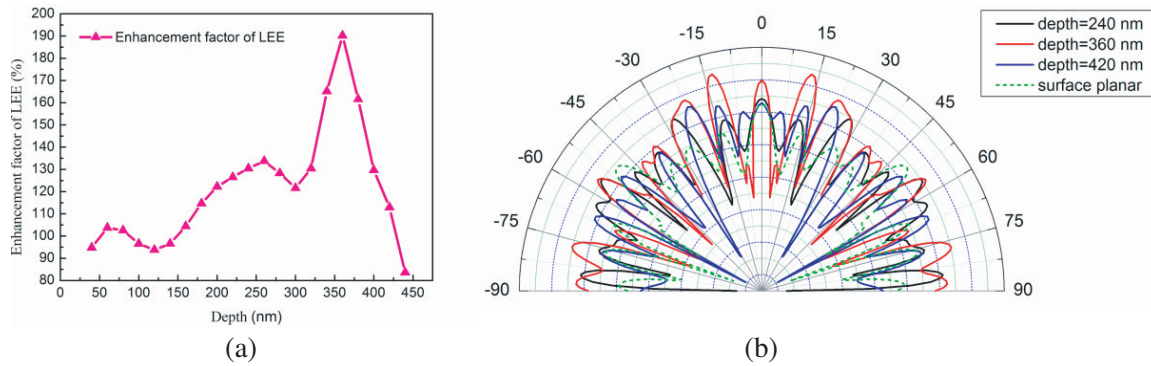 200
190
180
170
160
150
140
130
120
110
100
90
80
Enhancement factor of LEE (%)
Enhancement factor of LEE
0 50 100 150 200 250 300 350 400 450
Depth (nm)
(a)
-90
-75
-60
-45
-30
-15
0
15
30
45
60
75
90
depth=240 nm
depth=360 nm
depth=420 nm
surface planar
(b)